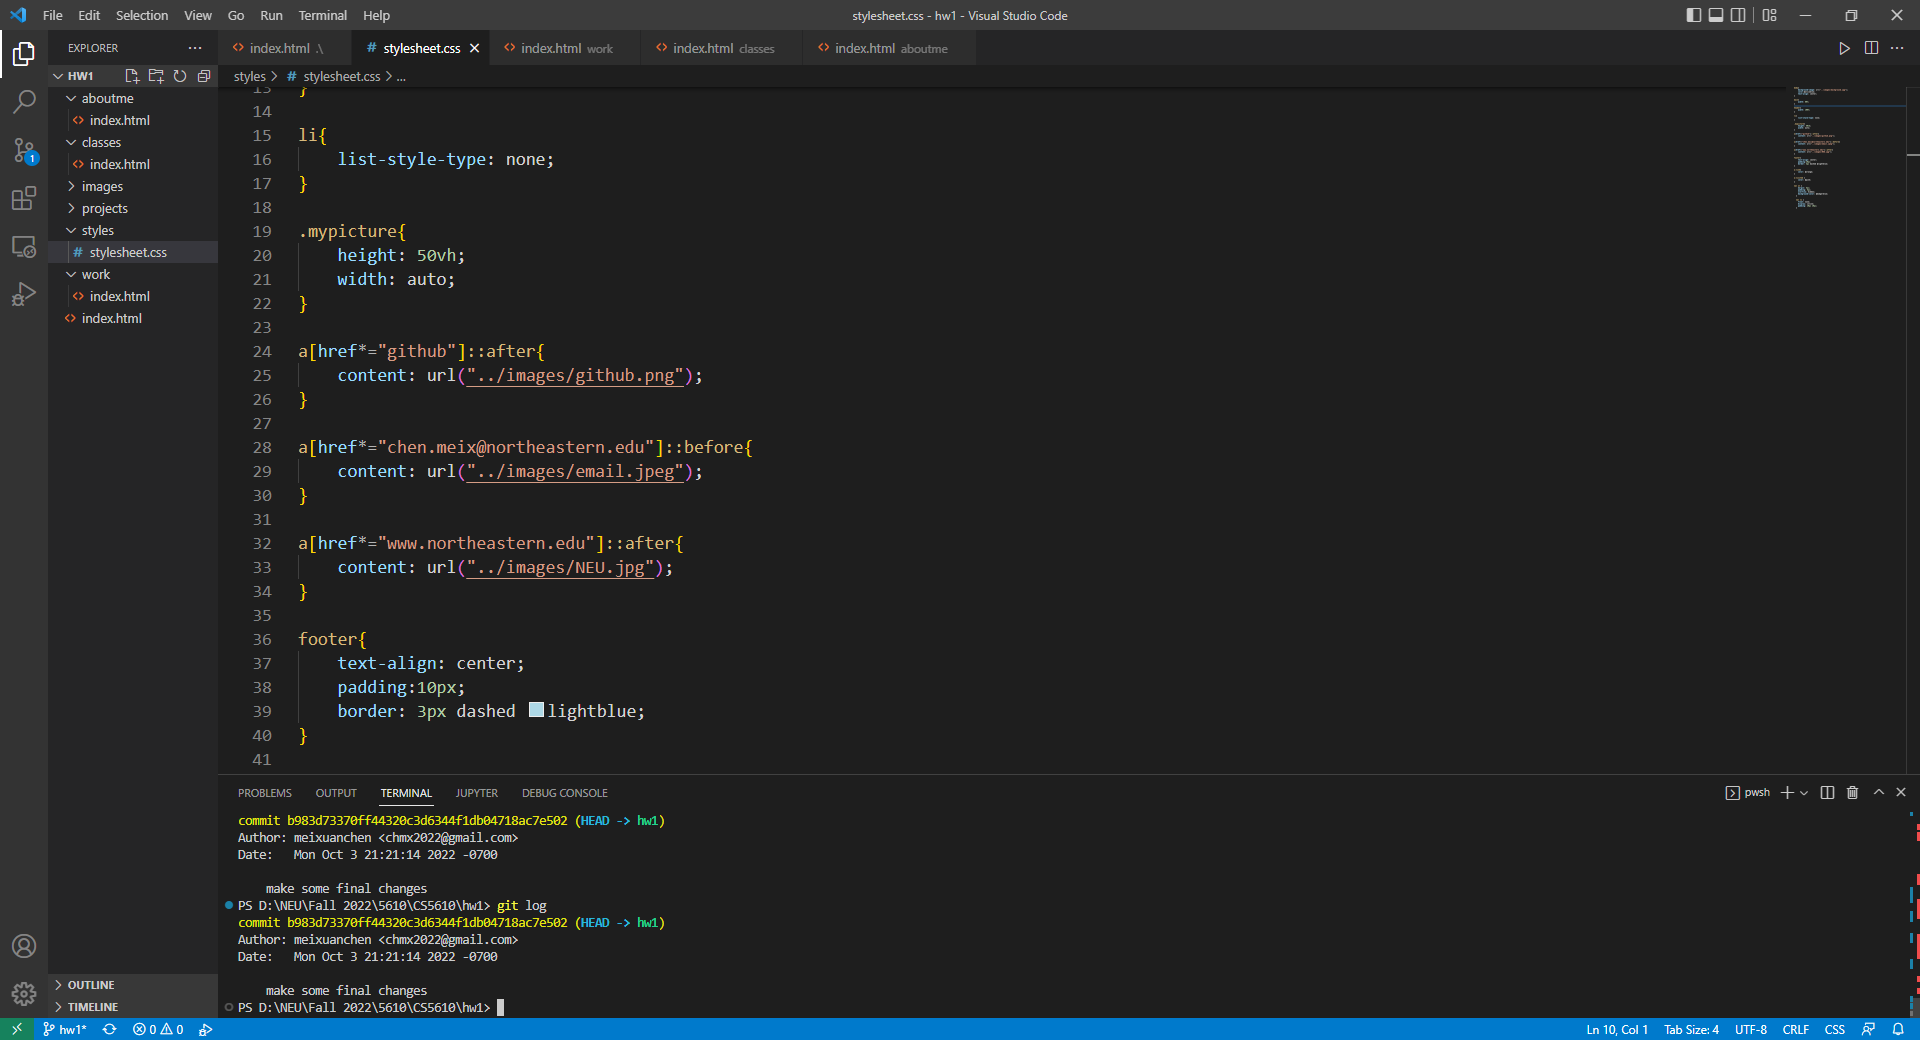 File Edit Selection View Go Run Terminal Help
stylesheet.css - hw1 - Visual Studio Code
EXPLORER
HW1
aboutme
index.html
classes
index.html
images
projects
styles
# stylesheet.css
work
index.html
index.html
OUTLINE
TIMELINE
1
index.html .\
# stylesheet.css
index.html work
index.html classes
index.html aboutme
styles > # stylesheet.css > ...
13 }
14
15 li{
16 list-style-type: none;
17 }
18
19 .mypicture{
20 height: 50vh;
21 width: auto;
22 }
23
24 a[href*="github"]::after{
25 content: url("../images/github.png");
26 }
27
28 a[href*="chen.meix@northeastern.edu"]::before{
29 content: url("../images/email.jpeg");
30 }
31
32 a[href*="www.northeastern.edu"]::after{
33 content: url("../images/NEU.jpg");
34 }
35
36 footer{
37 text-align: center;
38 padding:10px;
39 border: 3px dashed lightblue;
40 }
41
PROBLEMS OUTPUT TERMINAL JUPYTER DEBUG CONSOLE
pwsh
commit b983d73370ff44320c3d6344f1db04718ac7e502 (HEAD -> hw1)
Author: meixuanchen <chmx2022@gmail.com>
Date: Mon Oct 3 21:21:14 2022 -0700
make some final changes
PS D:\NEU\Fall 2022\5610\CS5610\hw1> git log
commit b983d73370ff44320c3d6344f1db04718ac7e502 (HEAD -> hw1)
Author: meixuanchen <chmx2022@gmail.com>
Date: Mon Oct 3 21:21:14 2022 -0700
make some final changes
PS D:\NEU\Fall 2022\5610\CS5610\hw1>
hw1* 0 0
Ln 10, Col 1 Tab Size: 4 UTF-8 CRLF CSS